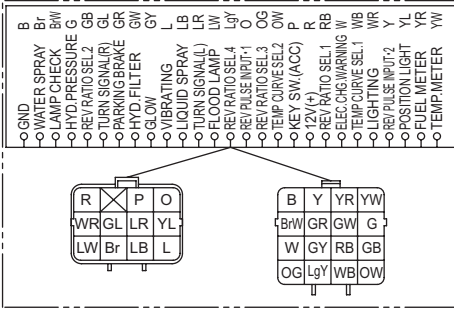 GND B
WATER SPRAY Br
LAMP CHECK BrW
HYD.PRESSURE G
REV RATIO SEL.2 GB
TURN SIGNAL(R) GL
PARKING BRAKE GR
HYD.FILTER GW
GLOW GY
VIBRATING L
LIQUID SPRAY LB
TURN SIGNAL(L) LR
FLOOD LAMP LW
REV RATIO SEL.4 LgY
REV PULSE INPUT-1 O
REV RATIO SEL.3 OG
TEMP CURVE SEL.2 OW
KEY SW.(ACC) P
12V(+) R
REV RATIO SEL.1 RB
ELEC.CHG.WARNING W
TEMP CURVE SEL.1 WB
LIGHTING WR
REV PULSE INPUT-2 Y
POSITION LIGHT YL
FUEL METER YR
TEMP.METER YW
R P O
WR GL LR YL
LW Br LB L
B Y YR YW
BrW GR GW G
W GY RB GB
OG LgY WB OW